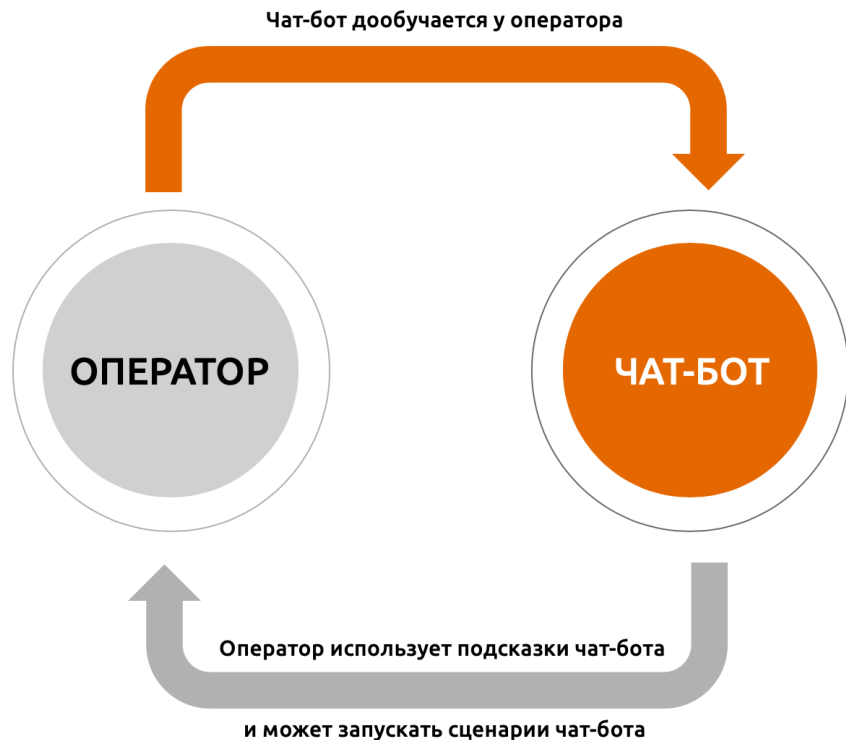 Чат-бот дообучается у оператора
ОПЕРАТОР
ЧАТ-БОТ
Оператор использует подсказки чат-бота
и может запускать сценарии чат-бота